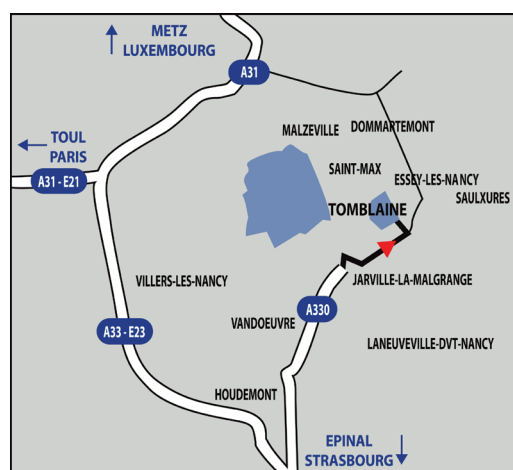 METZ
LUXEMBOURG
A31
MALZEVILLE
DOMMARTEMONT
TOUL
PARIS
A31 - E21
SAINT-MAX
ESSEY-LES-NANCY
SAULXURES
TOMBLAINE
VILLERS-LES-NANCY
JARVILLE-LA-MALGRANGE
A330
VANDOEUVRE
A33 - E23
LANEUVEVILLE-DVT-NANCY
HOUDEMONT
EPINAL
STRASBOURG